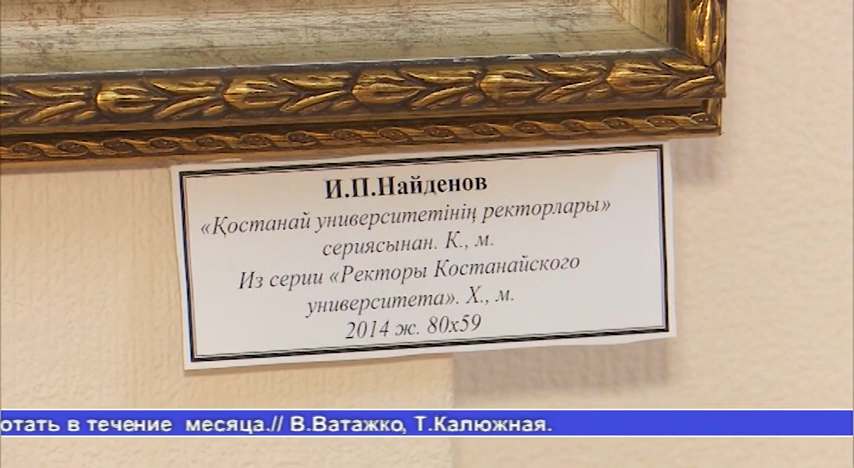 И.П.Найденов
«Қостанай университетінің ректорлары»
сериясынан. К., м.
Из серии «Ректоры Костанайского
университета». Х., м.
2014 ж. 80х59
отать в течение месяца.// В.Ватажко, Т.Калюжная.